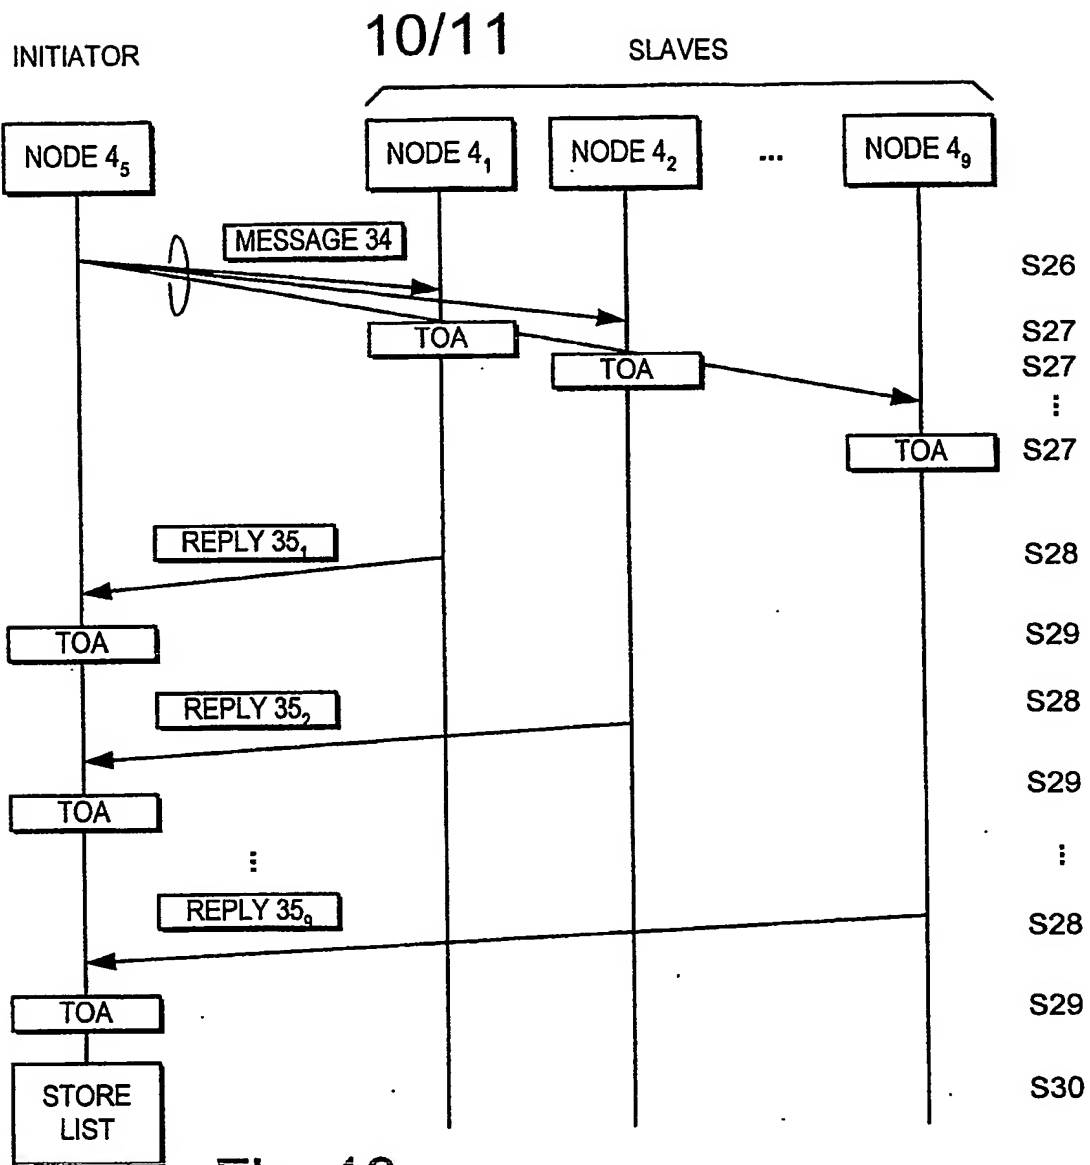 10/11
INITIATOR
SLAVES
NODE 4₅
NODE 4₁
NODE 4₂
...
NODE 4₉
MESSAGE 34
S26
TOA
S27
TOA
S27
⋮
TOA
S27
REPLY 35₁
S28
TOA
S29
REPLY 35₂
S28
TOA
S29
⋮
⋮
REPLY 35₉
S28
TOA
S29
STORE
LIST
S30